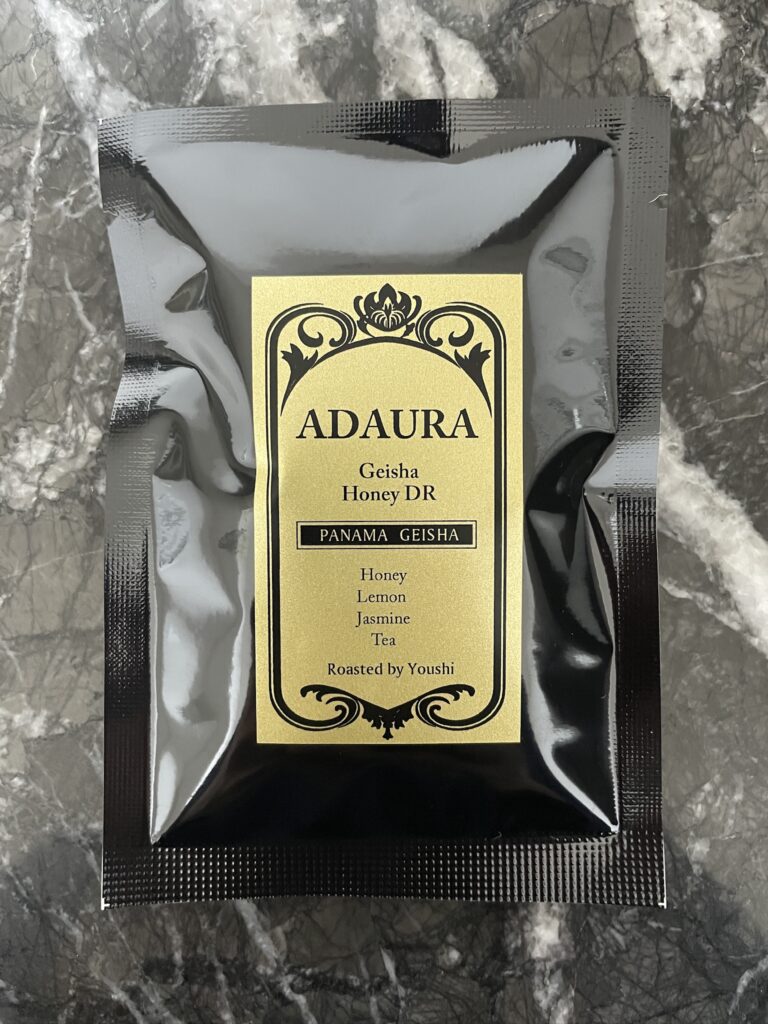 ADAURA
Geisha
Honey DR
PANAMA GEISHA
Honey
Lemon
Jasmine
Tea
Roasted by Youshi